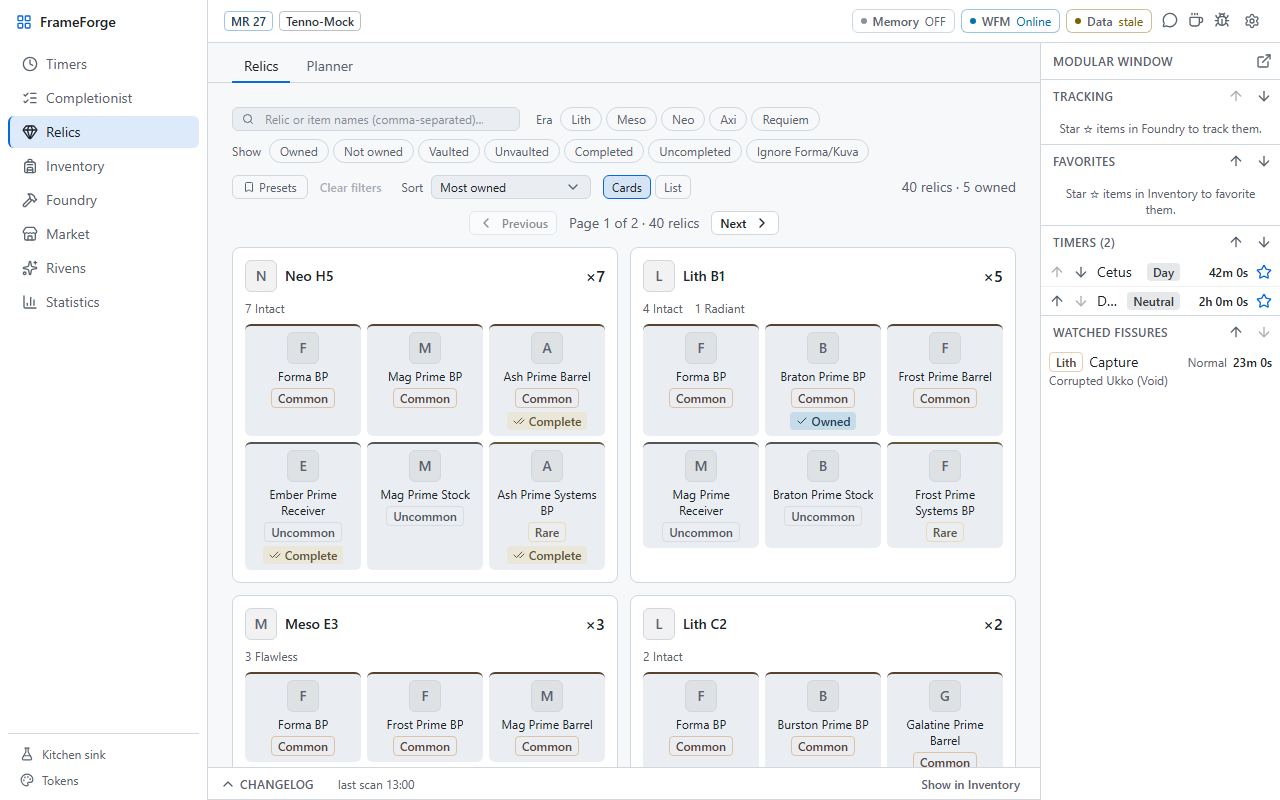 FrameForge
MR 27
Tenno-Mock
Memory OFF
WFM Online
Data stale
Timers
Completionist
Relics
Inventory
Foundry
Market
Rivens
Statistics
Kitchen sink
Tokens
Relics
Planner
Relic or item names (comma-separated)...
Era
Lith
Meso
Neo
Axi
Requiem
Show
Owned
Not owned
Vaulted
Unvaulted
Completed
Uncompleted
Ignore Forma/Kuva
Presets
Clear filters
Sort
Most owned
Cards
List
40 relics · 5 owned
Previous
Page 1 of 2 · 40 relics
Next
N
Neo H5
×7
7 Intact
F
Forma BP
Common
M
Mag Prime BP
Common
A
Ash Prime Barrel
Common
Complete
E
Ember Prime
Receiver
Uncommon
Complete
M
Mag Prime Stock
Uncommon
A
Ash Prime Systems
BP
Rare
Complete
L
Lith B1
×5
4 Intact
1 Radiant
F
Forma BP
Common
B
Braton Prime BP
Common
Owned
F
Frost Prime Barrel
Common
M
Mag Prime
Receiver
Uncommon
B
Braton Prime Stock
Uncommon
F
Frost Prime
Systems BP
Rare
M
Meso E3
×3
3 Flawless
F
Forma BP
Common
F
Frost Prime BP
Common
M
Mag Prime Barrel
Common
L
Lith C2
×2
2 Intact
F
Forma BP
Common
B
Burston Prime BP
Common
G
Galatine Prime
Barrel
Common
CHANGELOG
last scan 13:00
Show in Inventory
MODULAR WINDOW
TRACKING
Star ☆ items in Foundry to track them.
FAVORITES
Star ☆ items in Inventory to favorite
them.
TIMERS (2)
Cetus
Day
42m 0s
D...
Neutral
2h 0m 0s
WATCHED FISSURES
Lith
Capture
Normal
23m 0s
Corrupted Ukko (Void)